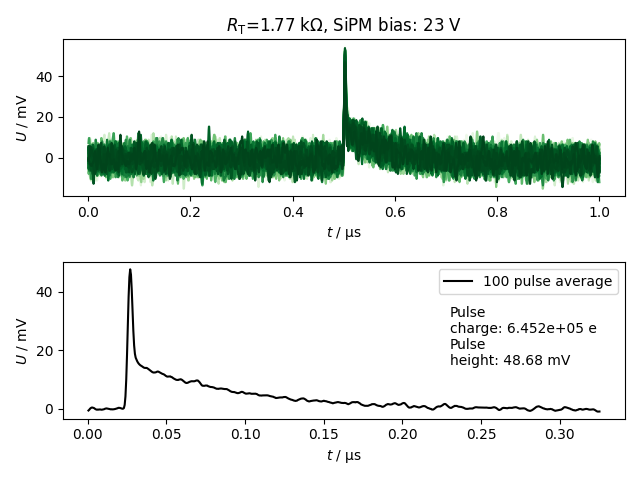 R_T=1.77 kΩ, SiPM bias: 23 V
U / mV
40
20
0
0.0 0.2 0.4 0.6 0.8 1.0
t / µs
100 pulse average
Pulse
charge: 6.452e+05 e
Pulse
height: 48.68 mV
U / mV
40
20
0
0.00 0.05 0.10 0.15 0.20 0.25 0.30
t / µs